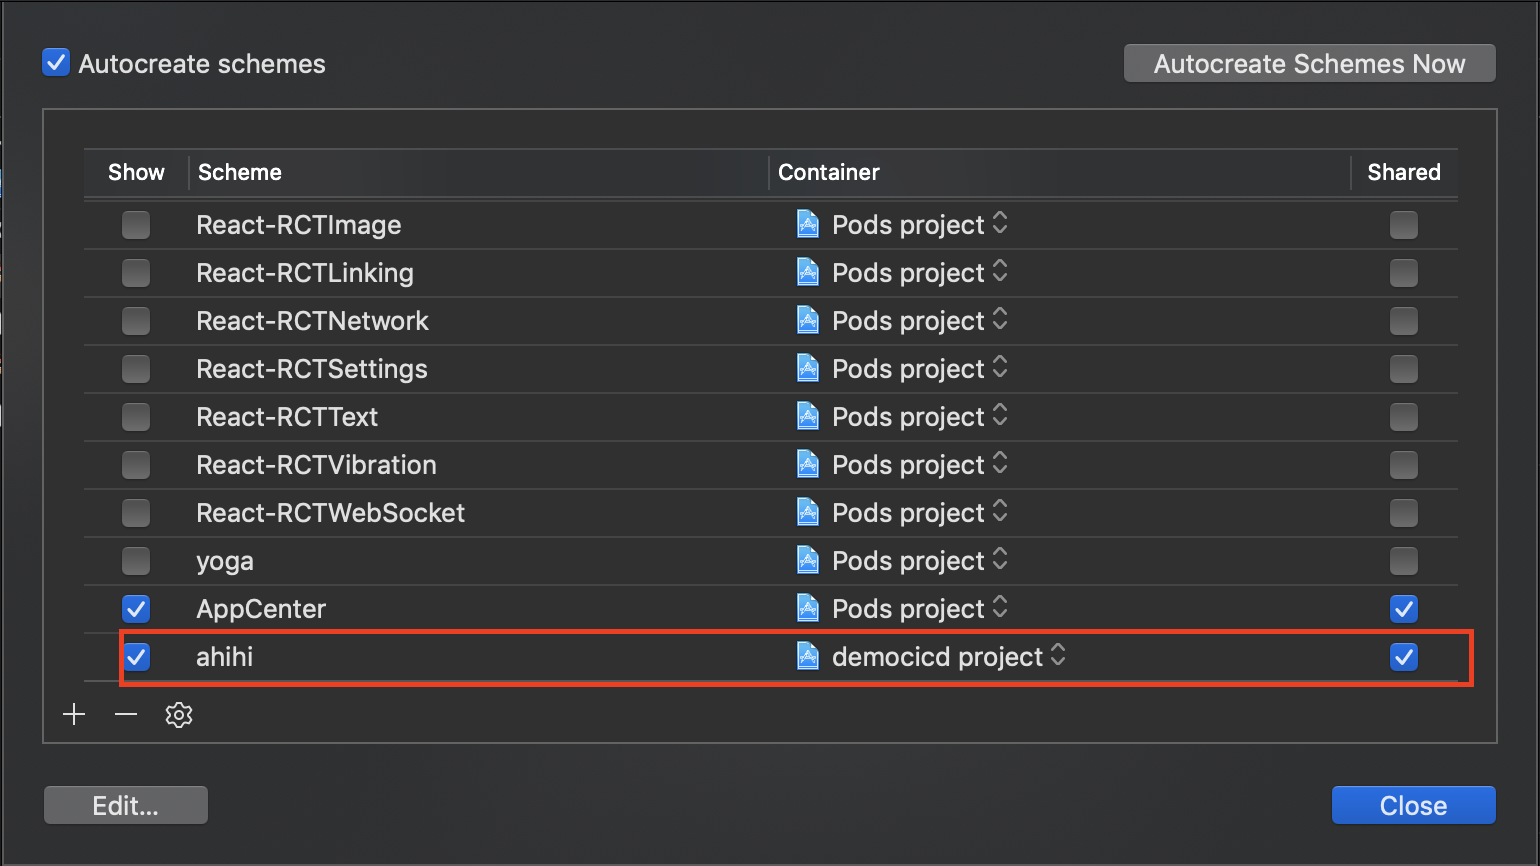 Autocreate schemes
Autocreate Schemes Now
Show Scheme Container Shared
React-RCTImage Pods project
React-RCTLinking Pods project
React-RCTNetwork Pods project
React-RCTSettings Pods project
React-RCTText Pods project
React-RCTVibration Pods project
React-RCTWebSocket Pods project
yoga Pods project
AppCenter Pods project
ahihi democicd project
Edit...
Close